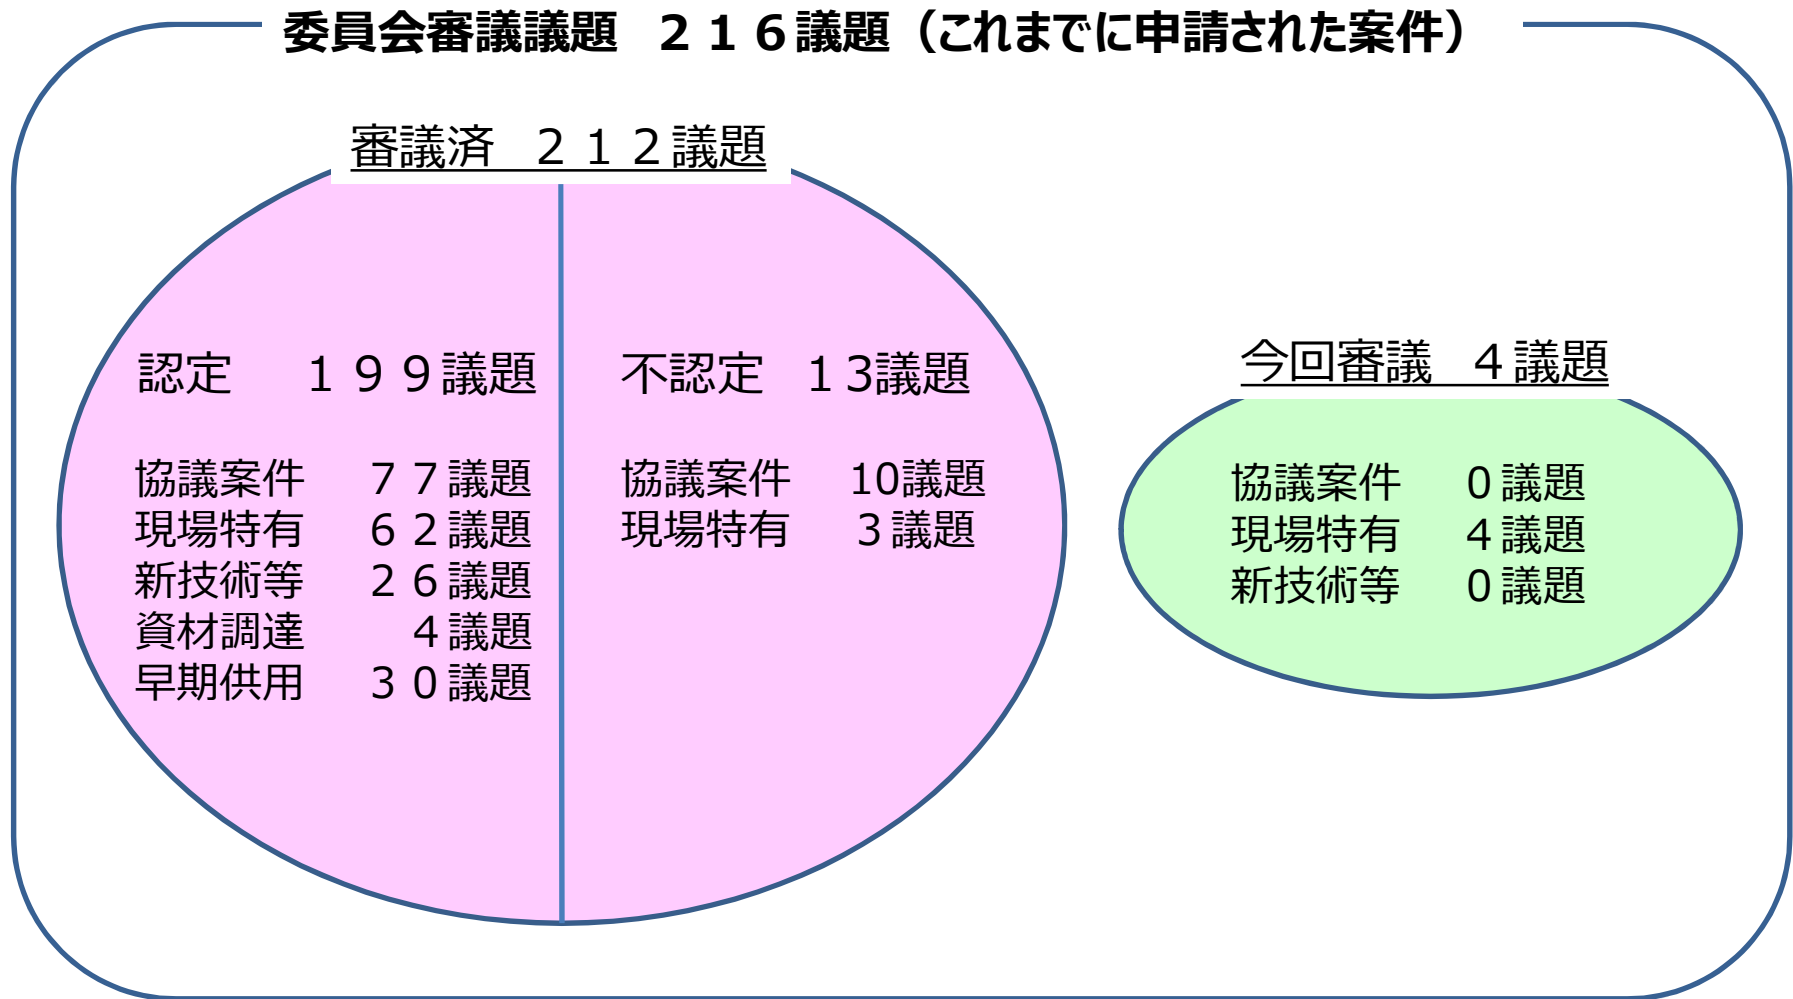 委員会審議議題　２１６議題（これまでに申請された案件）
審議済　２１２議題
認定　１９９議題
協議案件　７７議題
現場特有　６２議題
新技術等　２６議題
資材調達　４議題
早期供用　３０議題
不認定　１3議題
協議案件　10議題
現場特有　３議題
今回審議　４議題
協議案件　０議題
現場特有　４議題
新技術等　０議題